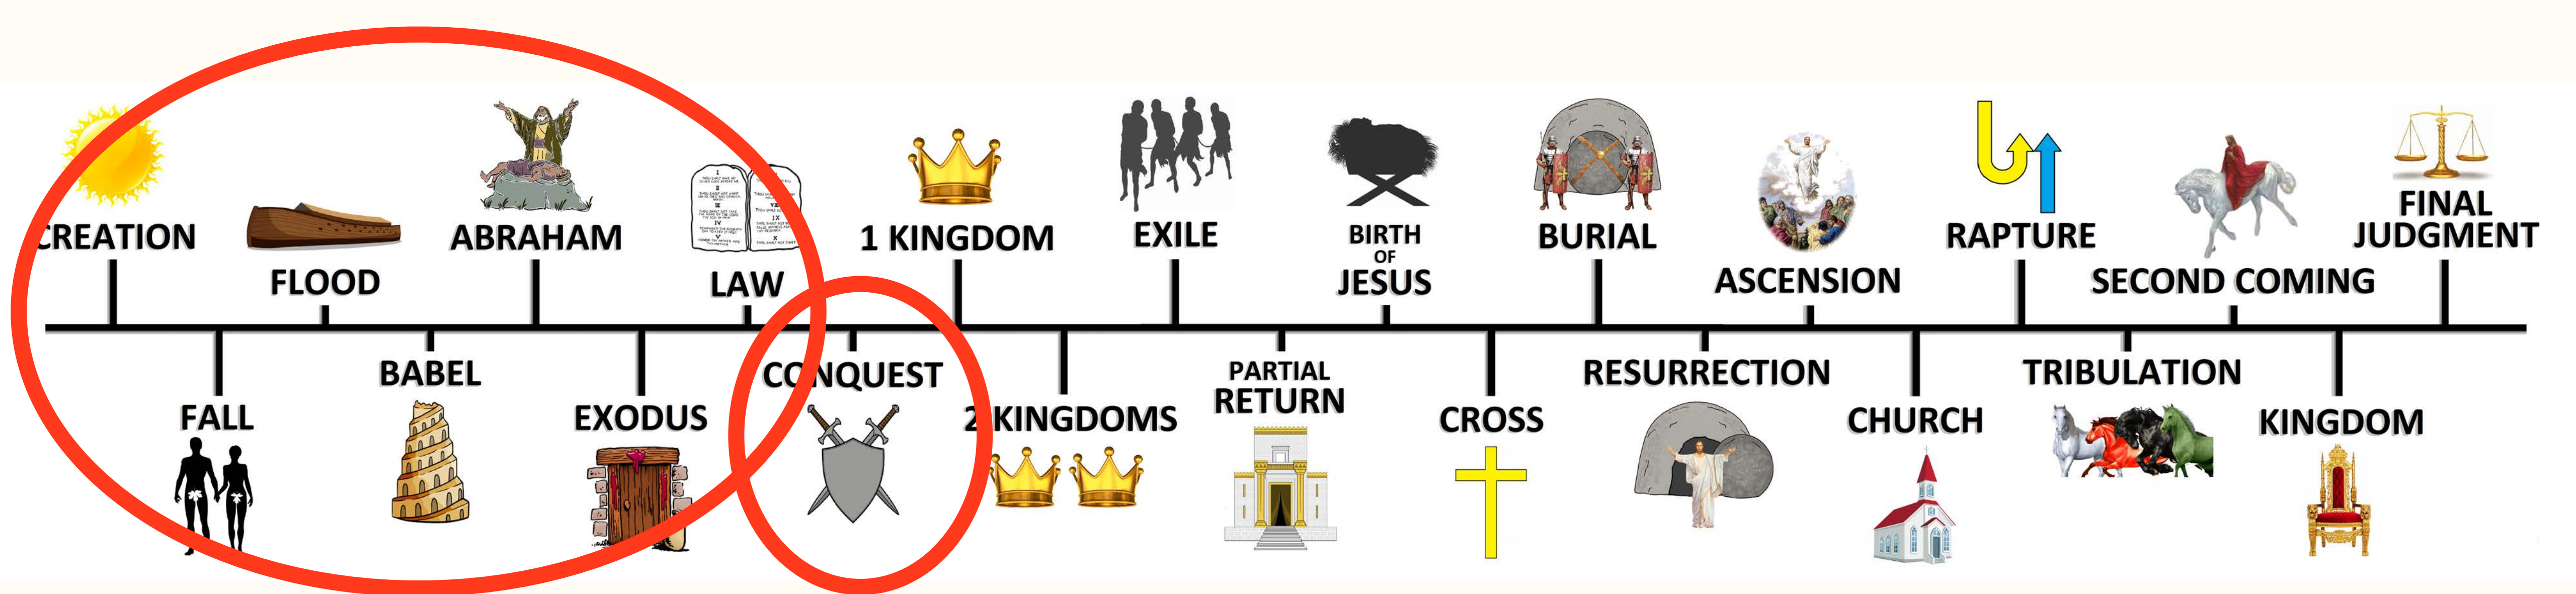 CREATION
FALL
FLOOD
BABEL
ABRAHAM
EXODUS
LAW
CONQUEST
1 KINGDOM
2 KINGDOMS
EXILE
PARTIAL
RETURN
BIRTH
OF
JESUS
CROSS
BURIAL
RESURRECTION
ASCENSION
CHURCH
RAPTURE
TRIBULATION
SECOND COMING
KINGDOM
FINAL
JUDGMENT